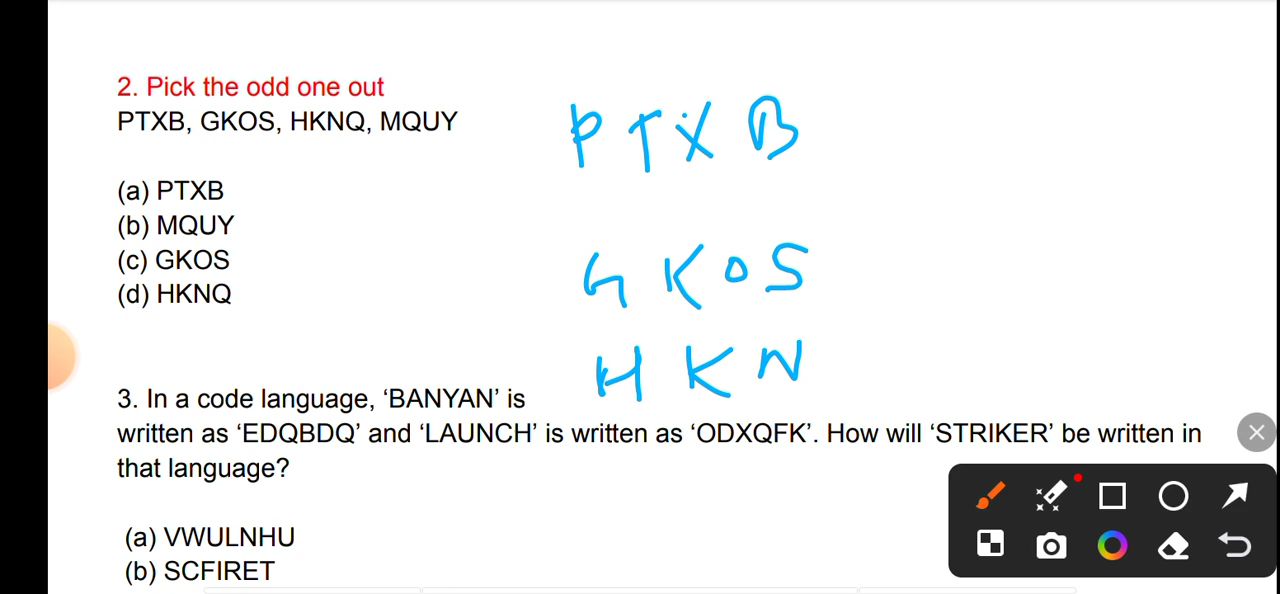 2. Pick the odd one out
PTXB, GKOS, HKNQ, MQUY
P T X B
(a) PTXB
(b) MQUY
(c) GKOS
(d) HKNQ
G K O S
H K N
3. In a code language, ‘BANYAN’ is
written as ‘EDQBDQ’ and ‘LAUNCH’ is written as ‘ODXQFK’. How will ‘STRIKER’ be written in
that language?
(a) VWULNHU
(b) SCFIRET